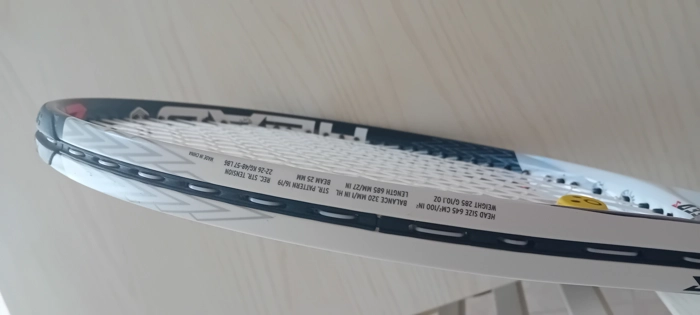 HEAD
HEAD SIZE 645 CM²/100 IN²
WEIGHT 285 G/10.1 OZ
BALANCE 320 MM/1 IN HL
LENGTH 685 MM/27 IN
STR. PATTERN 16/19
BEAM 25 MM
REC. STR. TENSION
22-26 KG/48-57 LBS
MADE IN CHINA